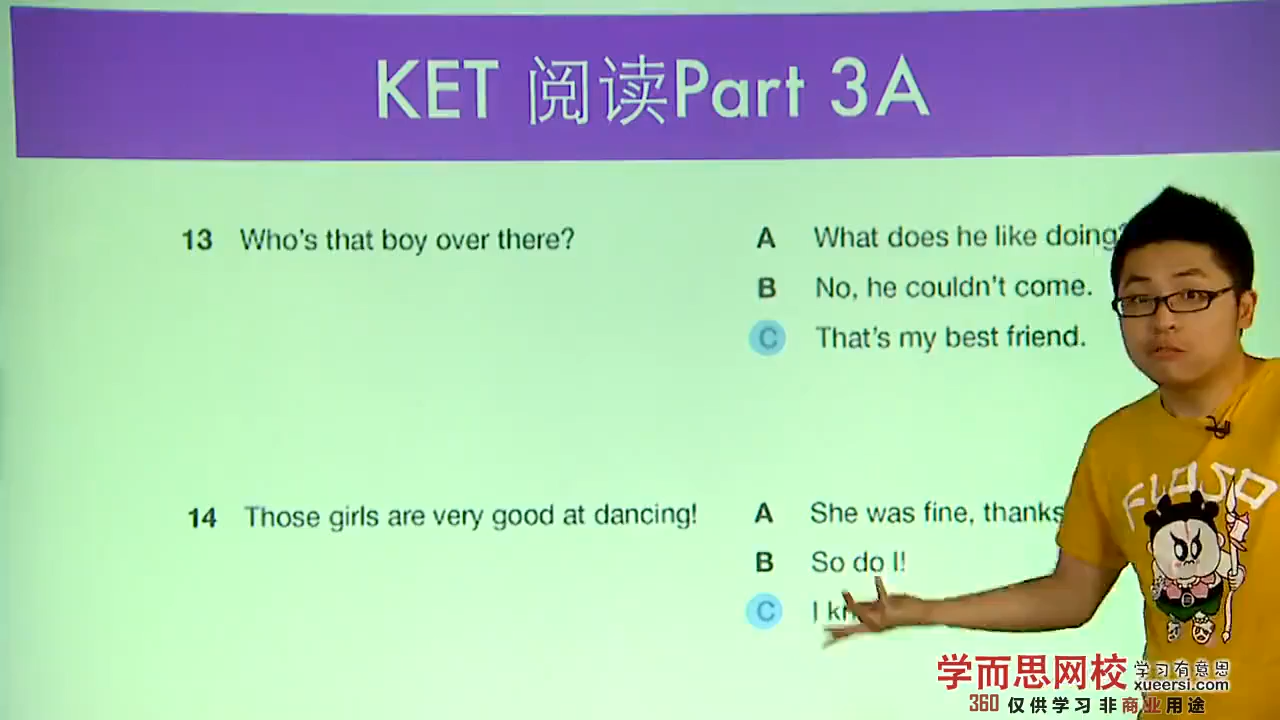 KET 阅读Part 3A
13 Who's that boy over there?
A What does he like doing?
B No, he couldn't come.
C That's my best friend.
14 Those girls are very good at dancing!
A She was fine, thanks
B So do I!
C I
FLOSO
学而思网校 学习有意思
xueersi.com
360 仅供学习 非商业用途